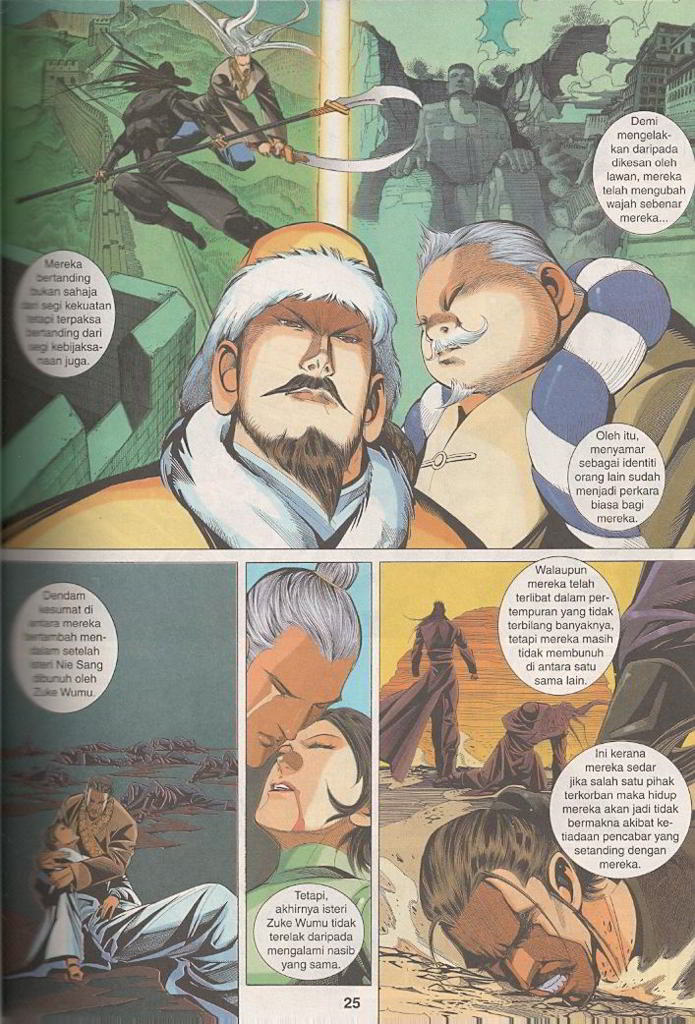 Demi
mengelak-
kan daripada
dikesan oleh
lawan, mereka
telah mengubah
wajah sebenar
mereka...
Mereka
bertanding
bukan sahaja
dari segi kekuatan
tetapi terpaksa
bertanding dari
segi kebijaksa-
naan juga.
Oleh itu,
menyamar
sebagai identiti
orang lain sudah
menjadi perkara
biasa bagi
mereka.
Dendam
kesumat di
antara mereka
bertambah men-
dalam setelah
isteri Nie Sang
dibunuh oleh
Zuke Wumu.
Tetapi,
akhirnya isteri
Zuke Wumu tidak
terelak daripada
mengalami nasib
yang sama.
Walaupun
mereka telah
terlibat dalam per-
tempuran yang tidak
terbilang banyaknya,
tetapi mereka masih
tidak membunuh
di antara satu
sama lain.
Ini kerana
mereka sedar
jika salah satu pihak
terkorban maka hidup
mereka akan jadi tidak
bermakna akibat ke-
tiadaan pencabar yang
setanding dengan
mereka.
25